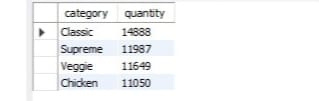 category quantity
Classic 14888
Supreme 11987
Veggie 11649
Chicken 11050